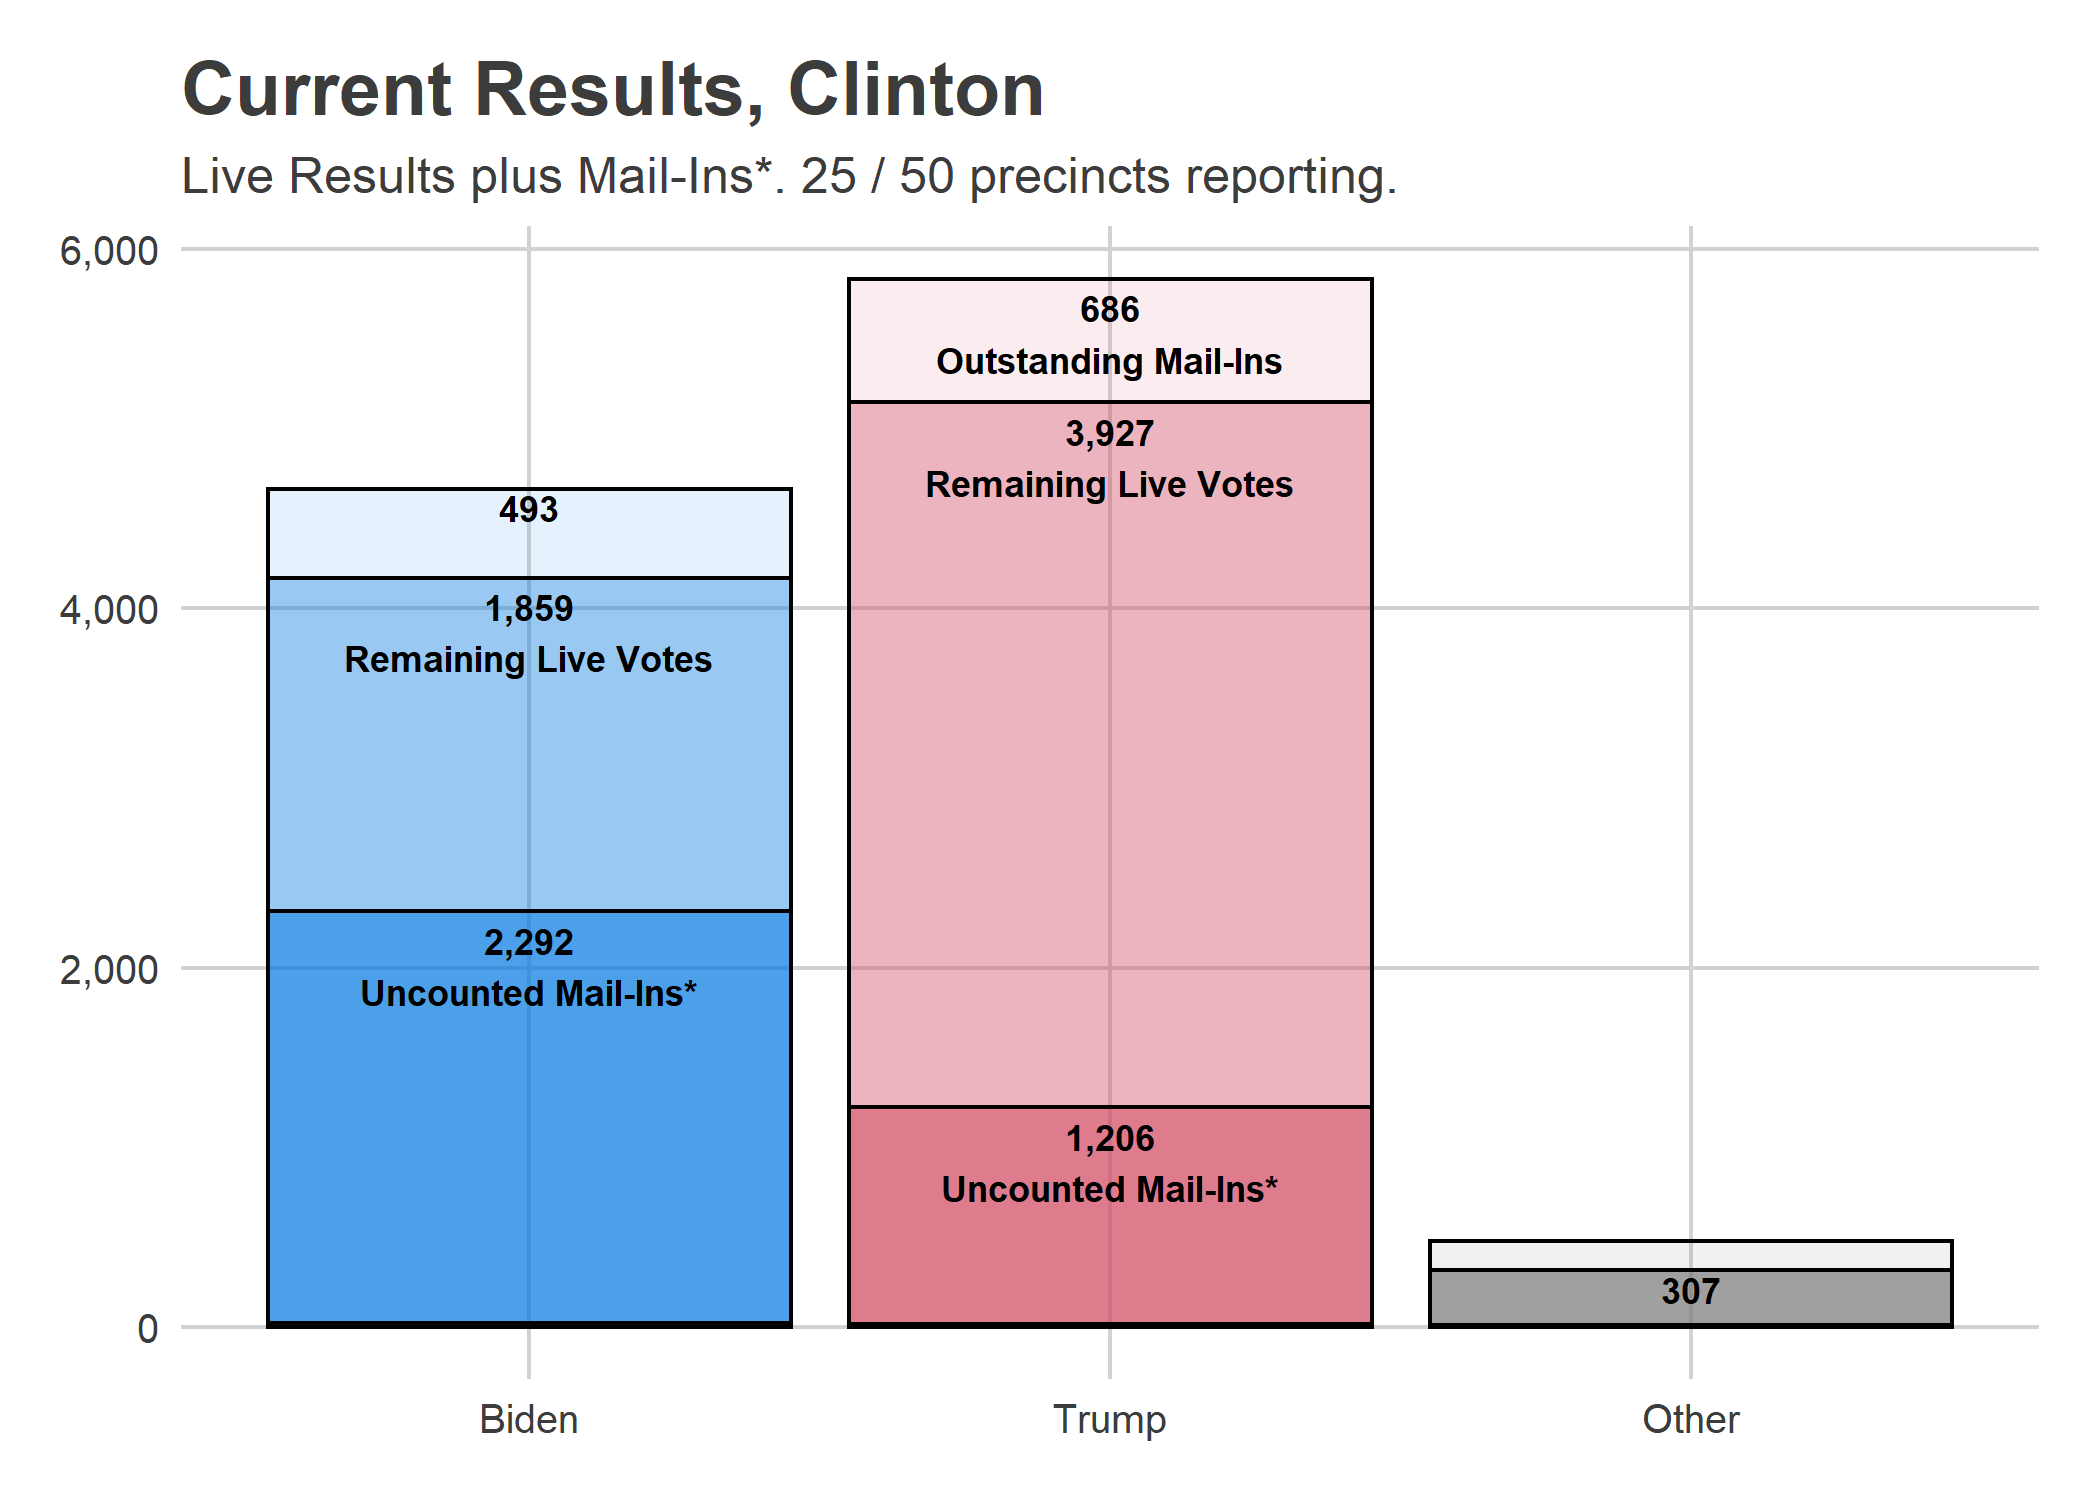 Current Results, Clinton
Live Results plus Mail-Ins*. 25 / 50 precincts reporting.
6,000
4,000
2,000
0
493
1,859
Remaining Live Votes
2,292
Uncounted Mail-Ins*
686
Outstanding Mail-Ins
3,927
Remaining Live Votes
1,206
Uncounted Mail-Ins*
307
Biden
Trump
Other